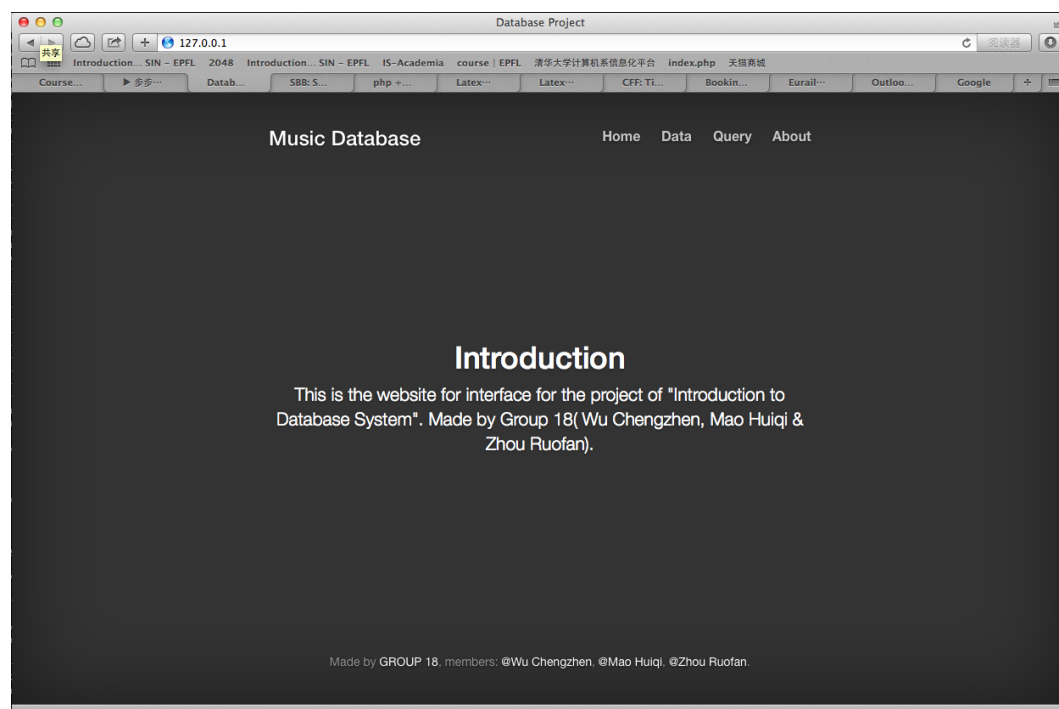 Database Project
127.0.0.1
阅读器
共享
Introduction... SIN – EPFL 2048 Introduction... SIN – EPFL IS-Academia course | EPFL 清华大学计算机系信息化平台 index.php 天猫商城
Course... ▶ 步步… Datab... SBB: S... php +... Latex… Latex… CFF: Ti... Bookin... Eurail… Outloo... Google
Music Database
Home Data Query About
Introduction
This is the website for interface for the project of "Introduction to
Database System". Made by Group 18( Wu Chengzhen, Mao Huiqi &
Zhou Ruofan).
Made by GROUP 18, members: @Wu Chengzhen, @Mao Huiqi, @Zhou Ruofan.